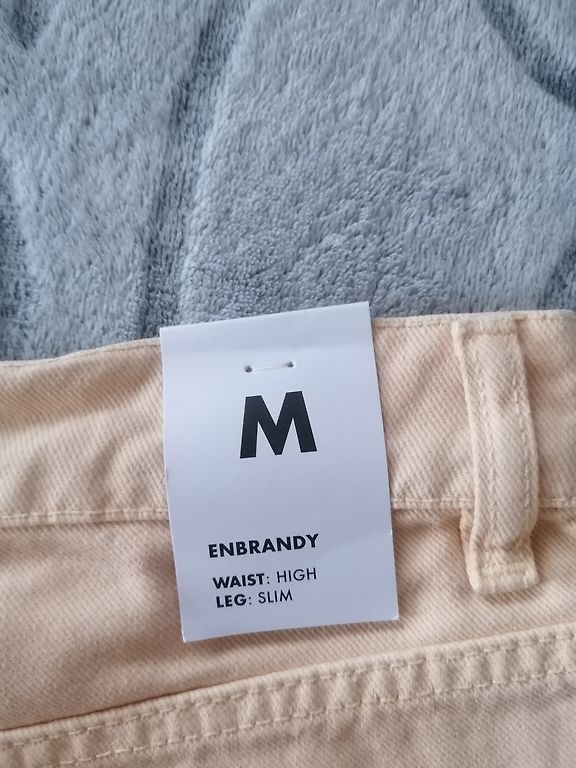 M
ENBRANDY
WAIST: HIGH
LEG: SLIM